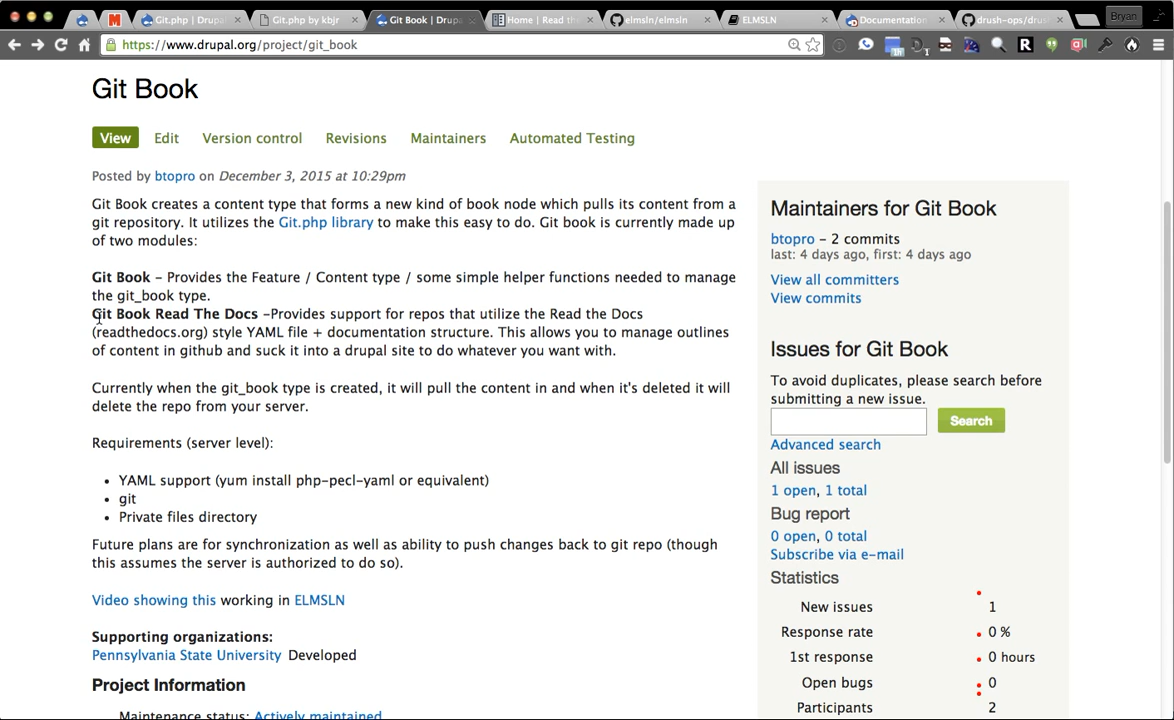 Git.php | Drupal
Git.php by kbjr
Git Book | Drupal
Home | Read the
elmsln/elmsln
ELMSLN
Documentation
drush-ops/drus
Bryan
https://www.drupal.org/project/git_book
Git Book
View Edit Version control Revisions Maintainers Automated Testing
Posted by btopro on December 3, 2015 at 10:29pm
Git Book creates a content type that forms a new kind of book node which pulls its content from a
git repository. It utilizes the Git.php library to make this easy to do. Git book is currently made up
of two modules:
Git Book – Provides the Feature / Content type / some simple helper functions needed to manage
the git_book type.
Git Book Read The Docs –Provides support for repos that utilize the Read the Docs
(readthedocs.org) style YAML file + documentation structure. This allows you to manage outlines
of content in github and suck it into a drupal site to do whatever you want with.
Currently when the git_book type is created, it will pull the content in and when it's deleted it will
delete the repo from your server.
Requirements (server level):
• YAML support (yum install php-pecl-yaml or equivalent)
• git
• Private files directory
Future plans are for synchronization as well as ability to push changes back to git repo (though
this assumes the server is authorized to do so).
Video showing this working in ELMSLN
Supporting organizations:
Pennsylvania State University Developed
Project Information
Maintenance status: Actively maintained
Maintainers for Git Book
btopro – 2 commits
last: 4 days ago, first: 4 days ago
View all committers
View commits
Issues for Git Book
To avoid duplicates, please search before
submitting a new issue.
Search
Advanced search
All issues
1 open, 1 total
Bug report
0 open, 0 total
Subscribe via e-mail
Statistics
New issues 1
Response rate 0 %
1st response 0 hours
Open bugs 0
Participants 2